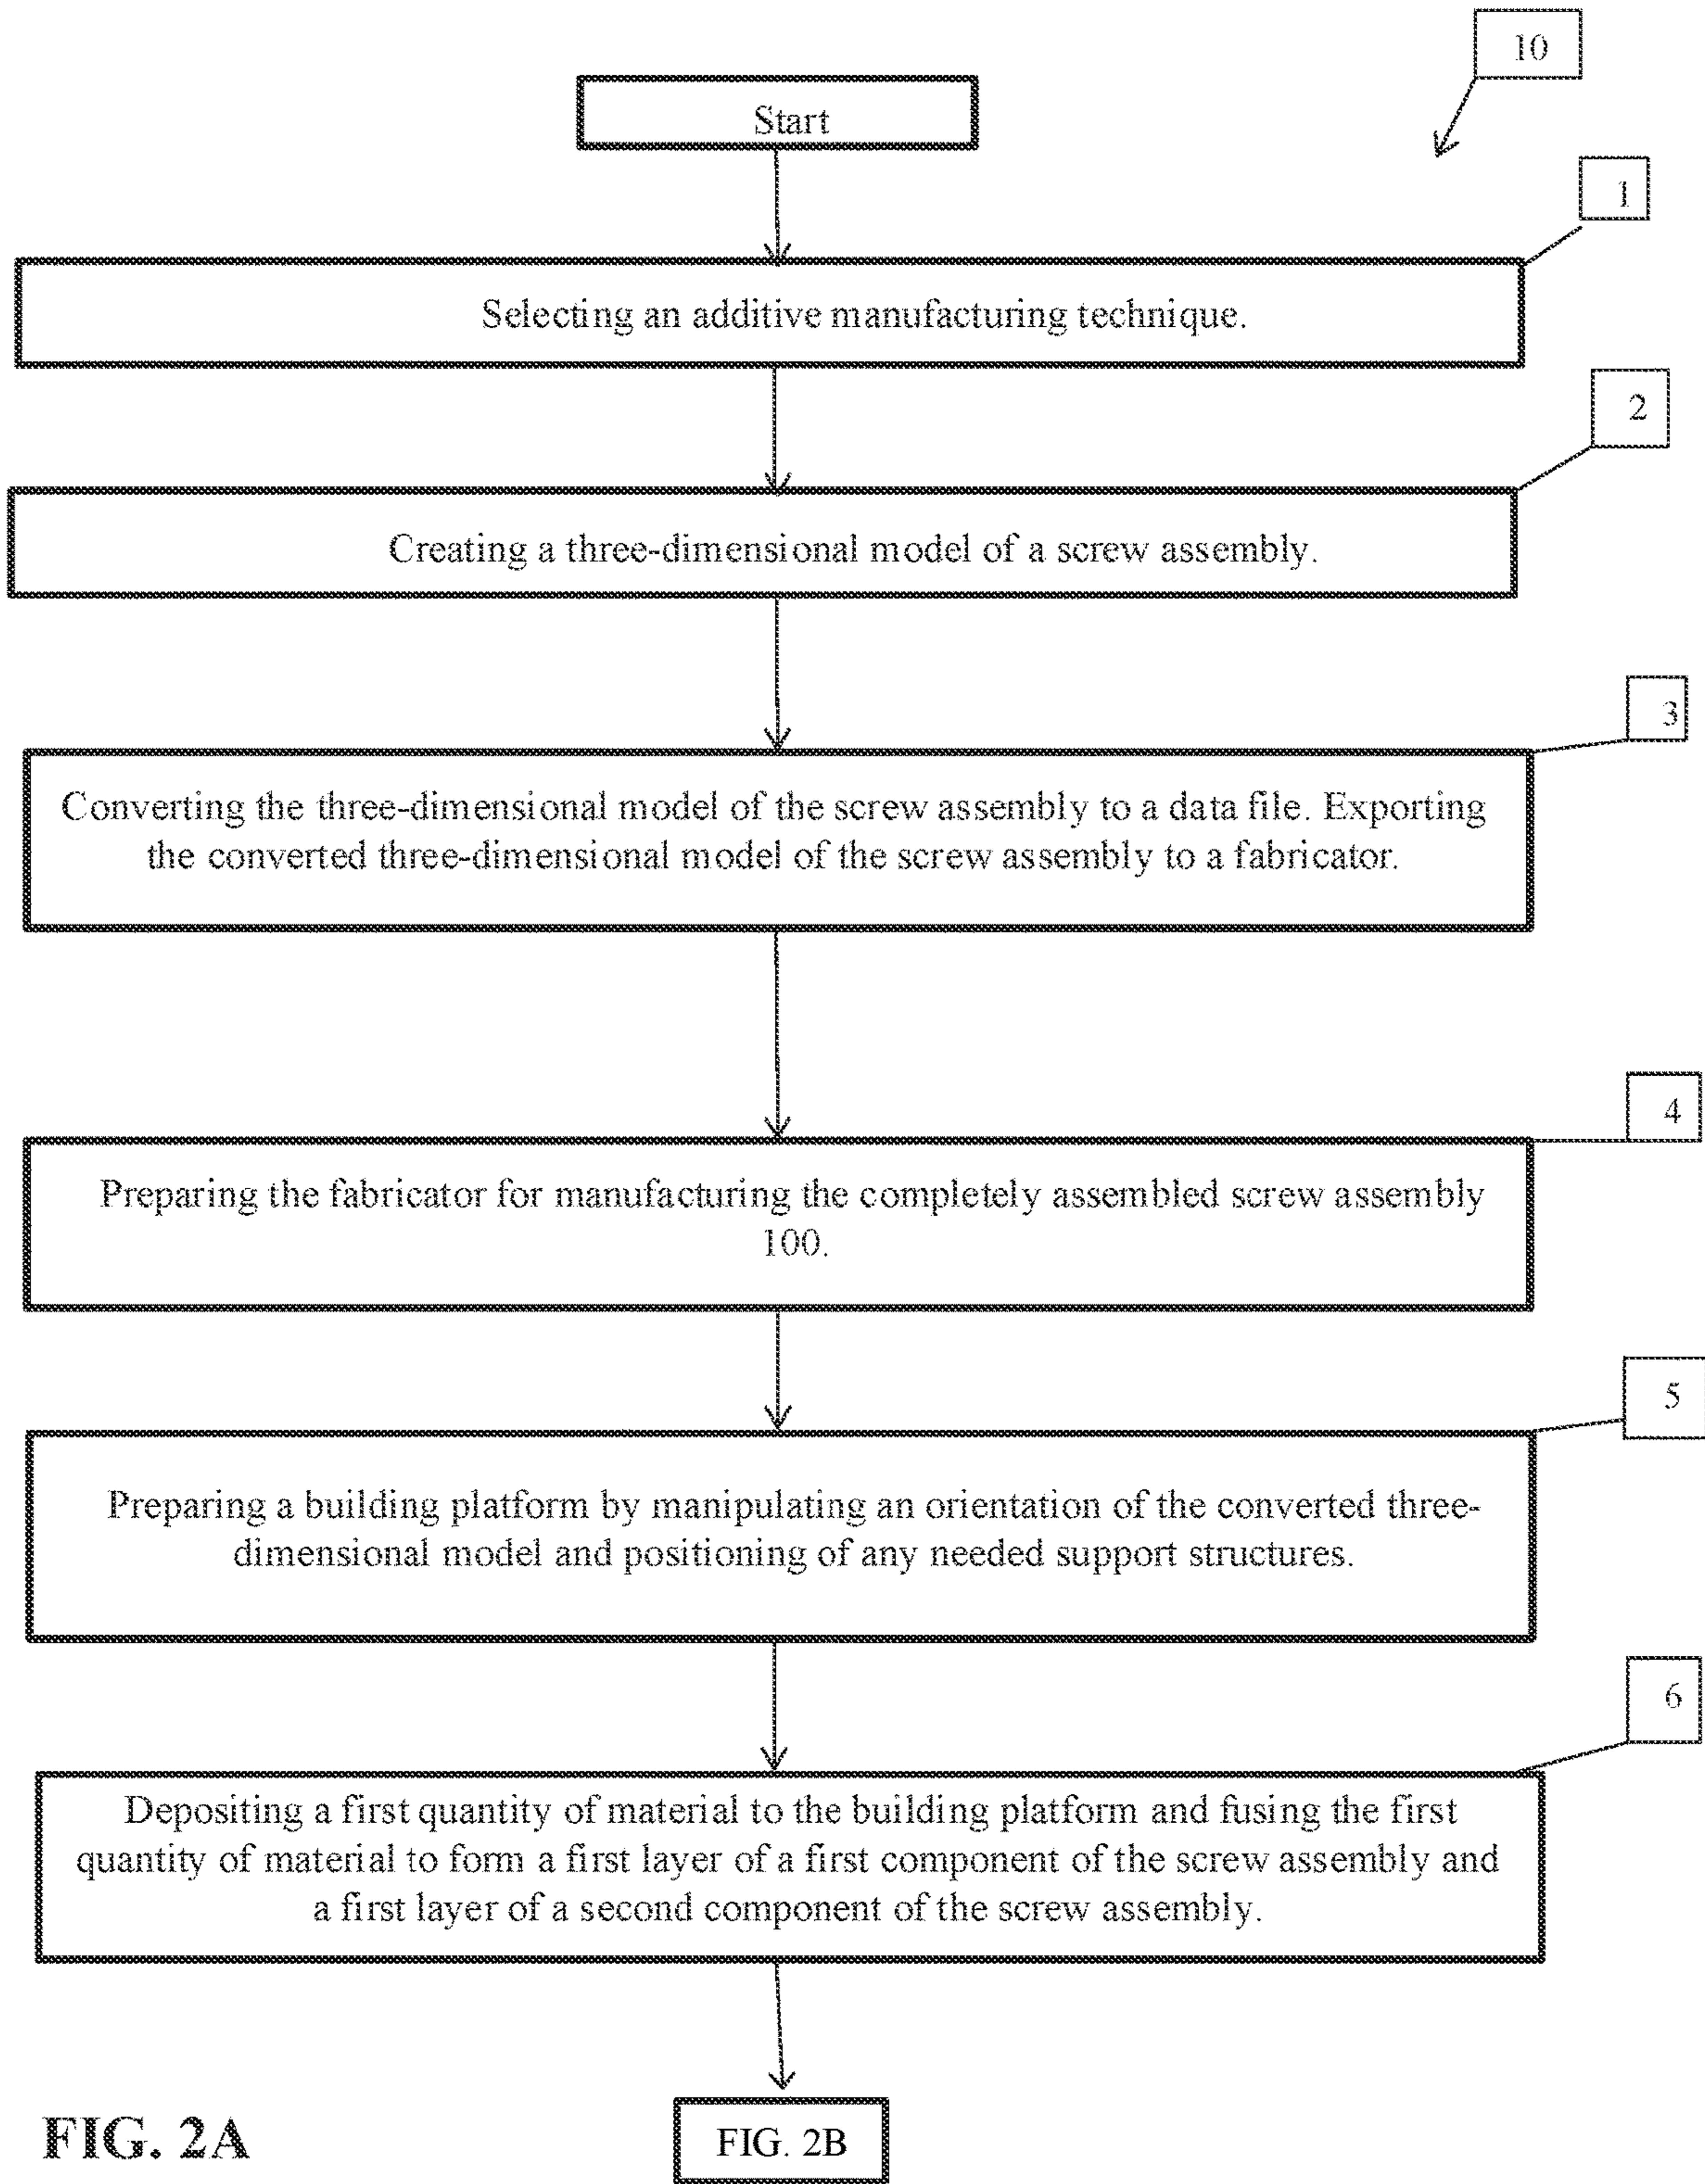 10
Start
1
Selecting an additive manufacturing technique.
2
Creating a three-dimensional model of a screw assembly.
3
Converting the three-dimensional model of the screw assembly to a data file. Exporting
the converted three-dimensional model of the screw assembly to a fabricator.
4
Preparing the fabricator for manufacturing the completely assembled screw assembly
100.
5
Preparing a building platform by manipulating an orientation of the converted three-
dimensional model and positioning of any needed support structures.
6
Depositing a first quantity of material to the building platform and fusing the first
quantity of material to form a first layer of a first component of the screw assembly and
a first layer of a second component of the screw assembly.
FIG. 2A
FIG. 2B